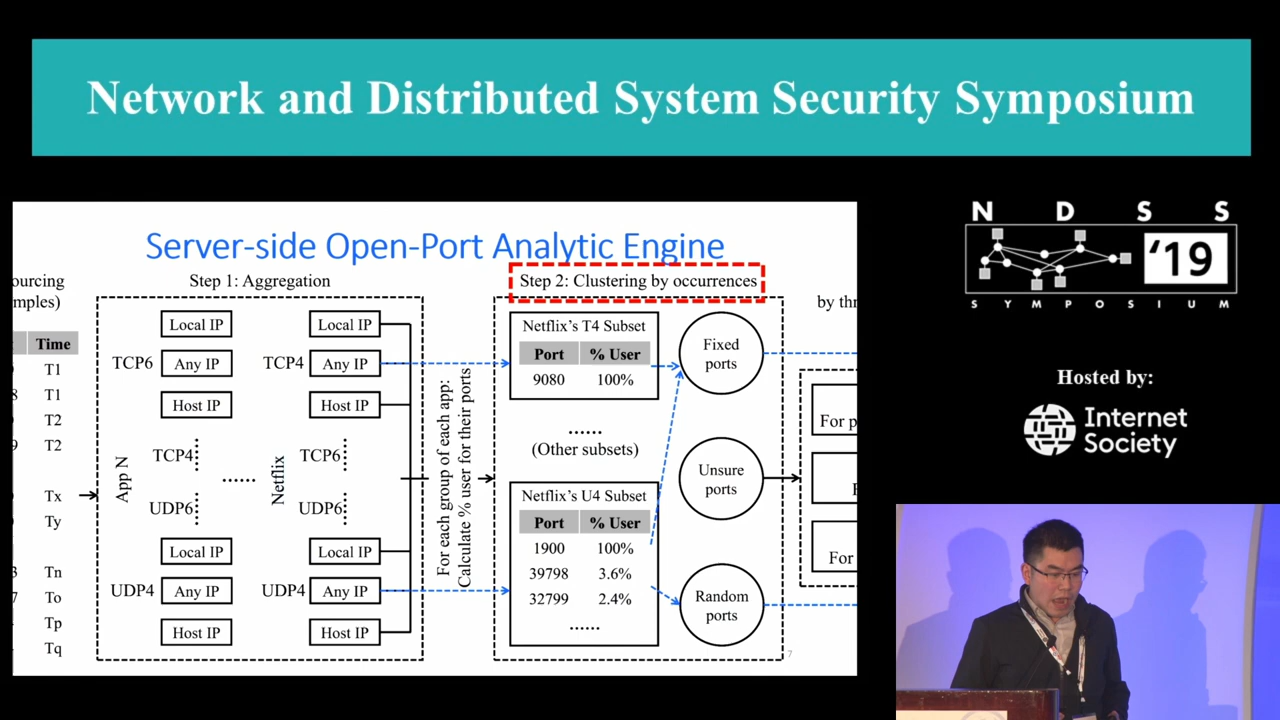 Network and Distributed System Security Symposium
N D S S
'19
S Y M P O S I U M
Hosted by:
Internet
Society
Server-side Open-Port Analytic Engine
ourcing
mples)
Time
T1
T1
T2
T2
Tx
Ty
Tn
To
Tp
Tq
Step 1: Aggregation
Local IP
TCP6 Any IP
Host IP
TCP4
App N
UDP6
Local IP
UDP4 Any IP
Host IP
......
Local IP
TCP4 Any IP
Host IP
TCP6
Netflix
UDP6
Local IP
UDP4 Any IP
Host IP
For each group of each app:
Calculate % user for their ports
Step 2: Clustering by occurrences
Netflix's T4 Subset
Port % User
9080 100%
......
(Other subsets)
Netflix's U4 Subset
Port % User
1900 100%
39798 3.6%
32799 2.4%
......
Fixed
ports
Unsure
ports
Random
ports
by thr
For p
For
7